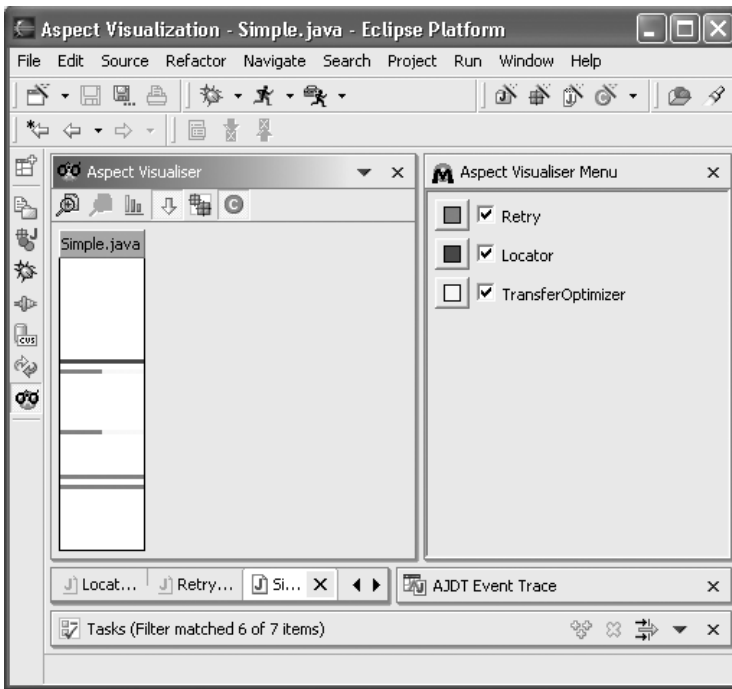 Aspect Visualization - Simple.java - Eclipse Platform
File Edit Source Refactor Navigate Search Project Run Window Help
Aspect Visualiser
Aspect Visualiser Menu
Simple.java
Retry
Locator
TransferOptimizer
CVS
Locat...
Retry...
Si...
AJDT Event Trace
Tasks (Filter matched 6 of 7 items)